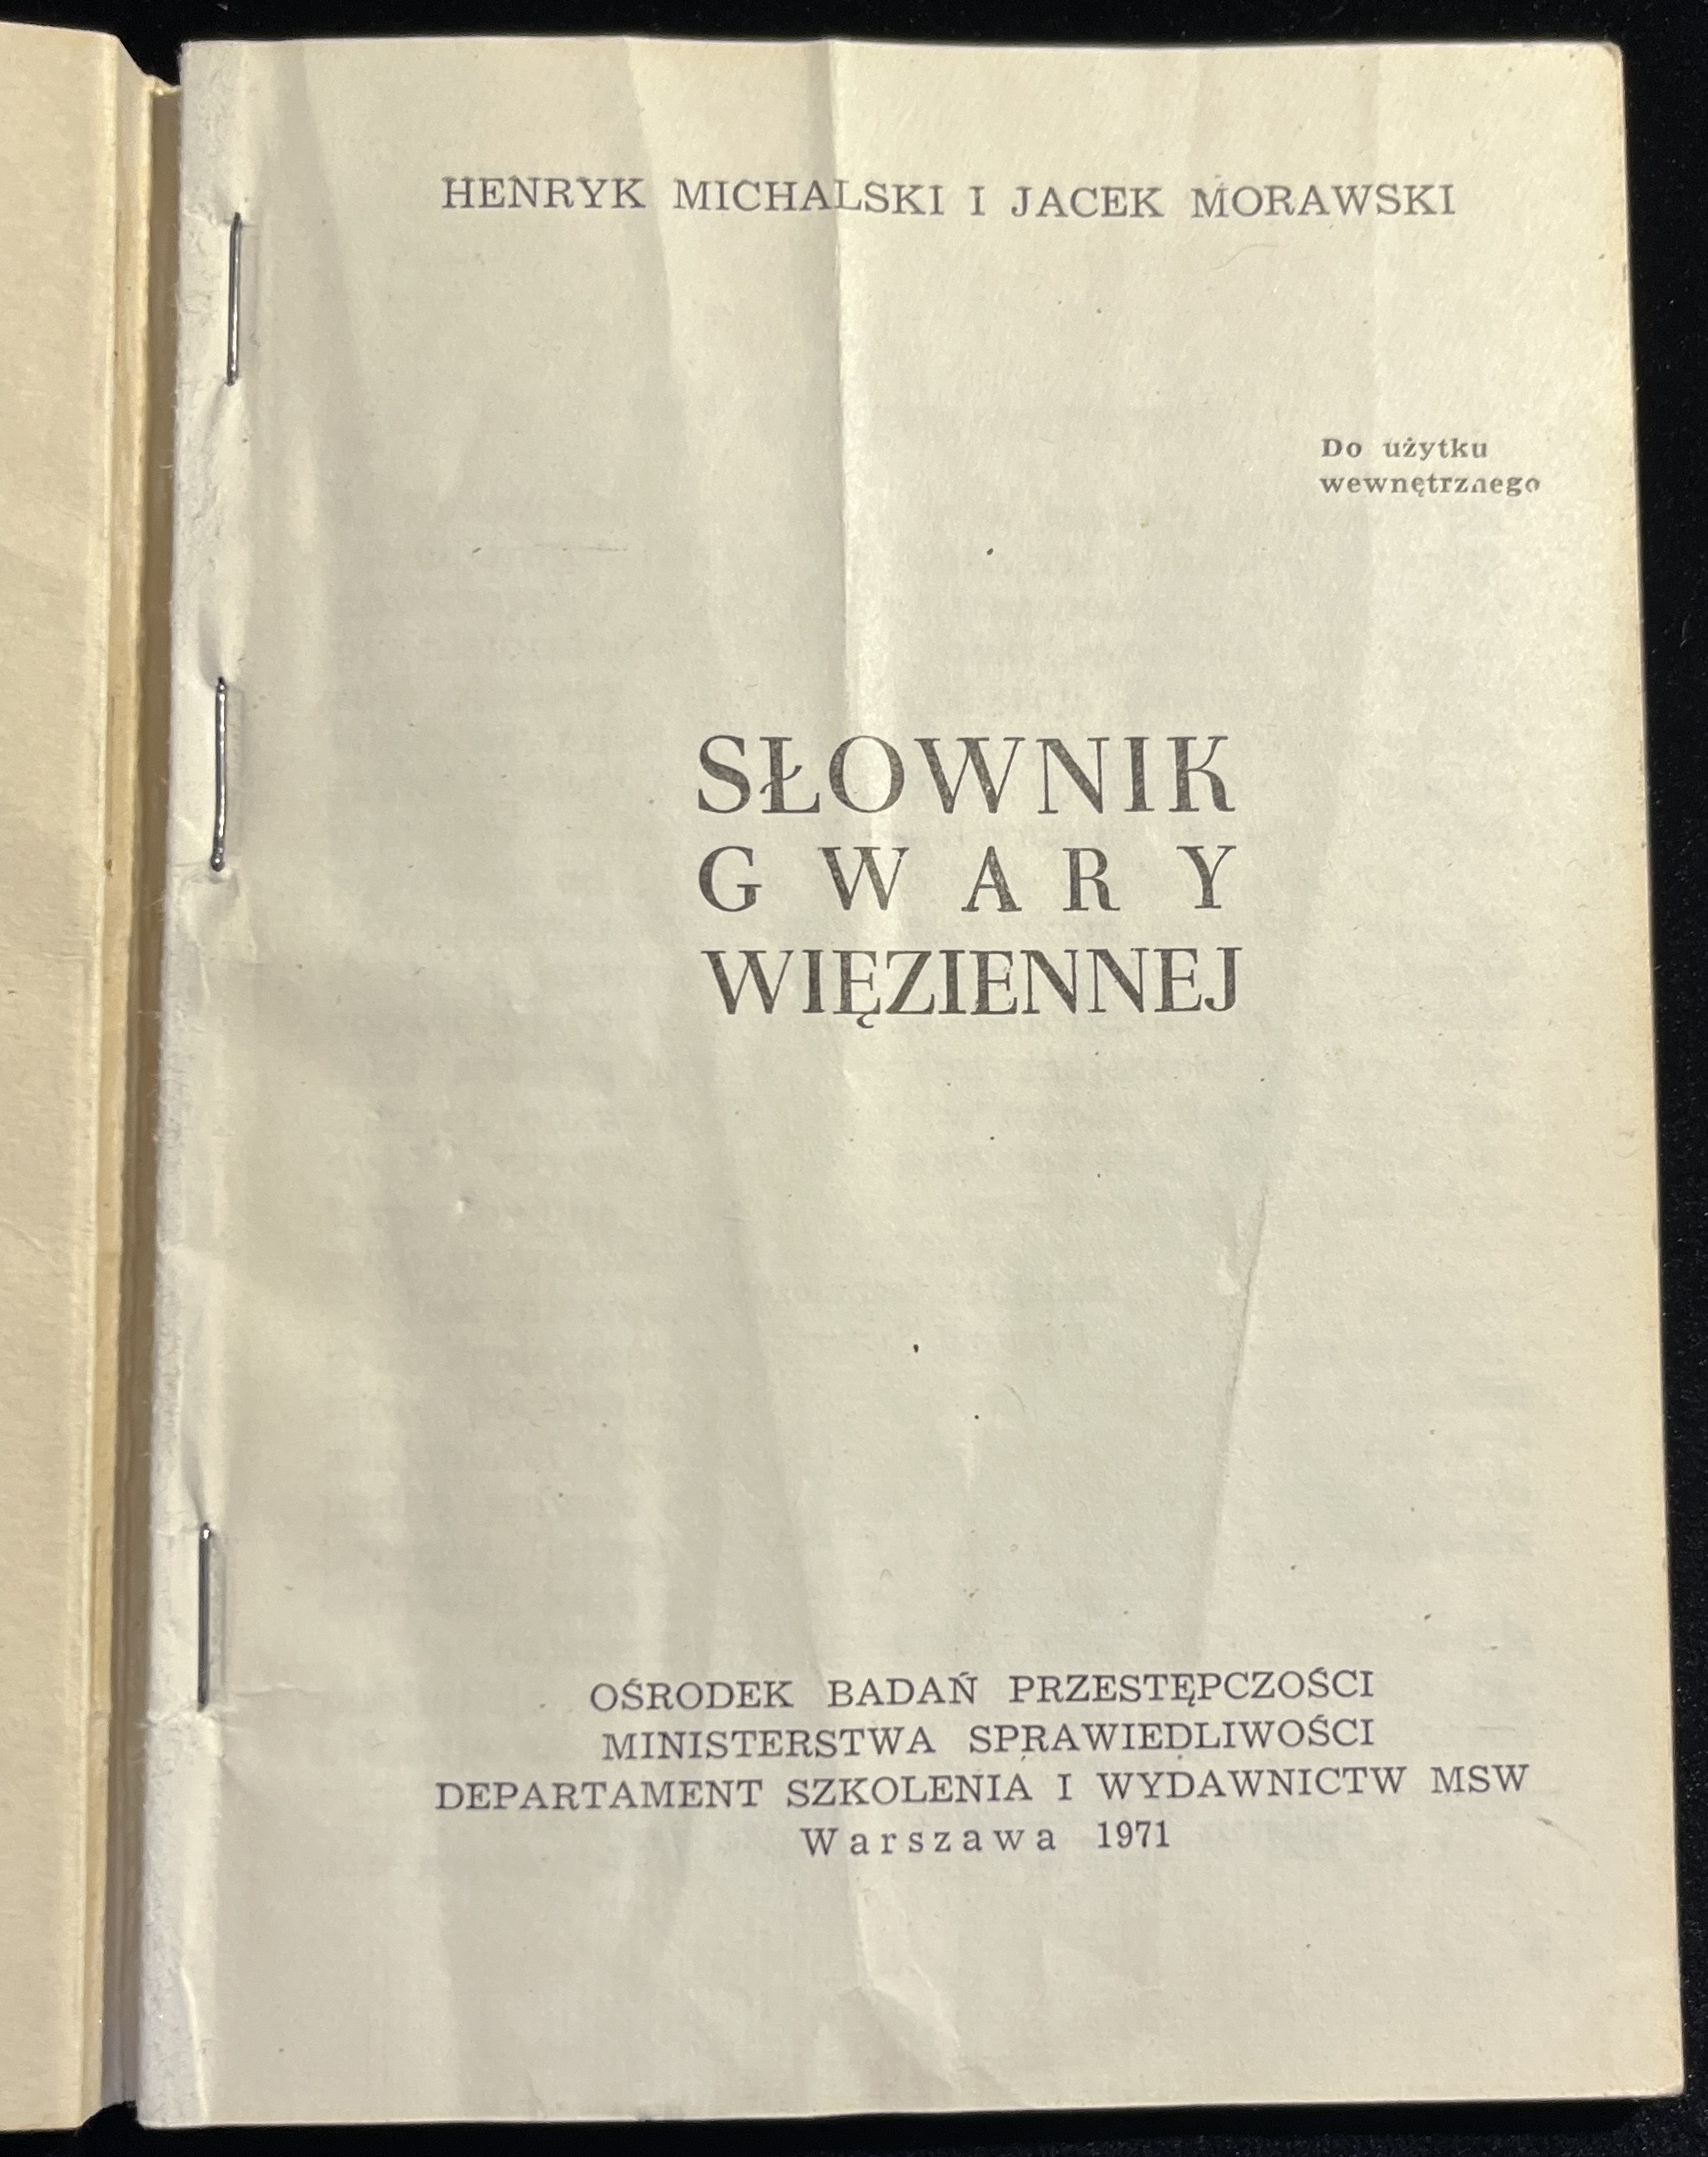 HENRYK MICHALSKI I JACEK MORAWSKI
Do użytku
wewnętrznego
SŁOWNIK
GWARY
WIĘZIENNEJ
OŚRODEK BADAŃ PRZESTĘPCZOŚCI
MINISTERSTWA SPRAWIEDLIWOŚCI
DEPARTAMENT SZKOLENIA I WYDAWNICTW MSW
Warszawa 1971